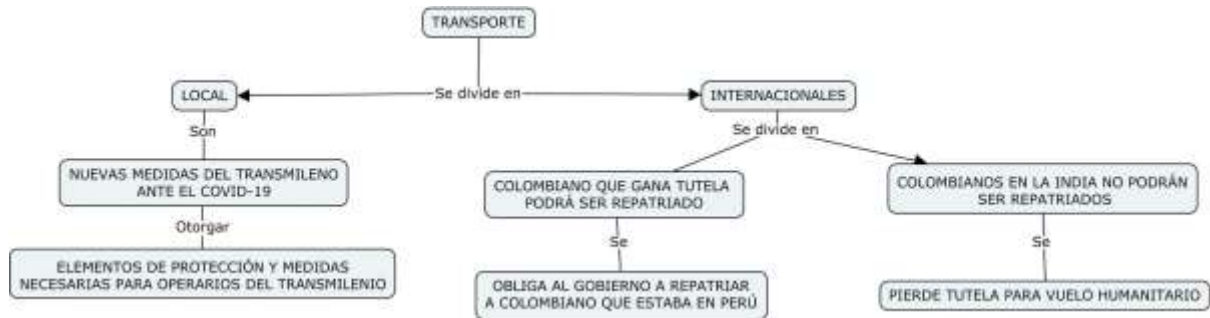 TRANSPORTE
LOCAL
Se divide en
INTERNACIONALES
Son
Se divide en
NUEVAS MEDIDAS DEL TRANSMILENO
ANTE EL COVID-19
COLOMBIANO QUE GANA TUTELA
PODRÁ SER REPATRIADO
COLOMBIANOS EN LA INDIA NO PODRÁN
SER REPATRIADOS
Otorgar
Se
Se
ELEMENTOS DE PROTECCIÓN Y MEDIDAS
NECESARIAS PARA OPERARIOS DEL TRANSMILENIO
OBLIGA AL GOBIERNO A REPATRIAR
A COLOMBIANO QUE ESTABA EN PERÚ
PIERDE TUTELA PARA VUELO HUMANITARIO